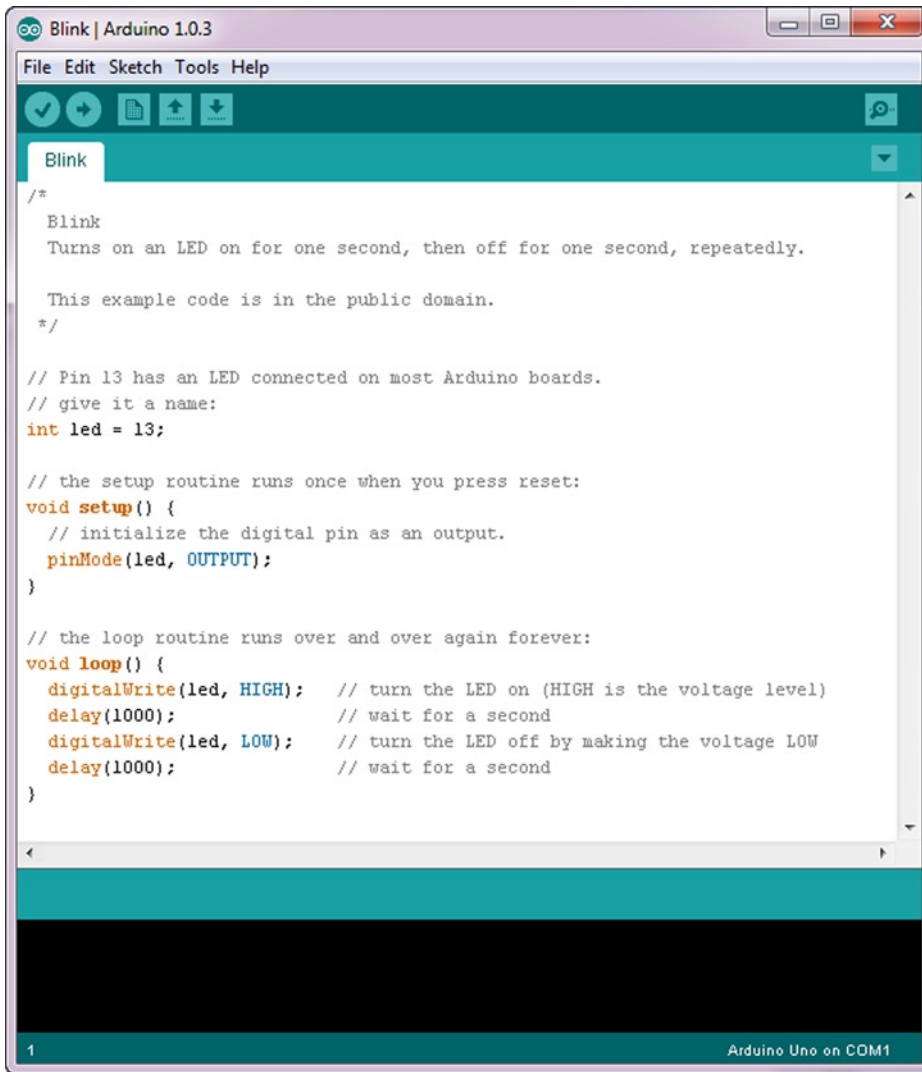 Blink | Arduino 1.0.3
File Edit Sketch Tools Help
Blink
/*
  Blink
  Turns on an LED on for one second, then off for one second, repeatedly.

  This example code is in the public domain.
 */

// Pin 13 has an LED connected on most Arduino boards.
// give it a name:
int led = 13;

// the setup routine runs once when you press reset:
void setup() {
  // initialize the digital pin as an output.
  pinMode(led, OUTPUT);
}

// the loop routine runs over and over again forever:
void loop() {
  digitalWrite(led, HIGH);   // turn the LED on (HIGH is the voltage level)
  delay(1000);               // wait for a second
  digitalWrite(led, LOW);    // turn the LED off by making the voltage LOW
  delay(1000);               // wait for a second
}
1 Arduino Uno on COM1